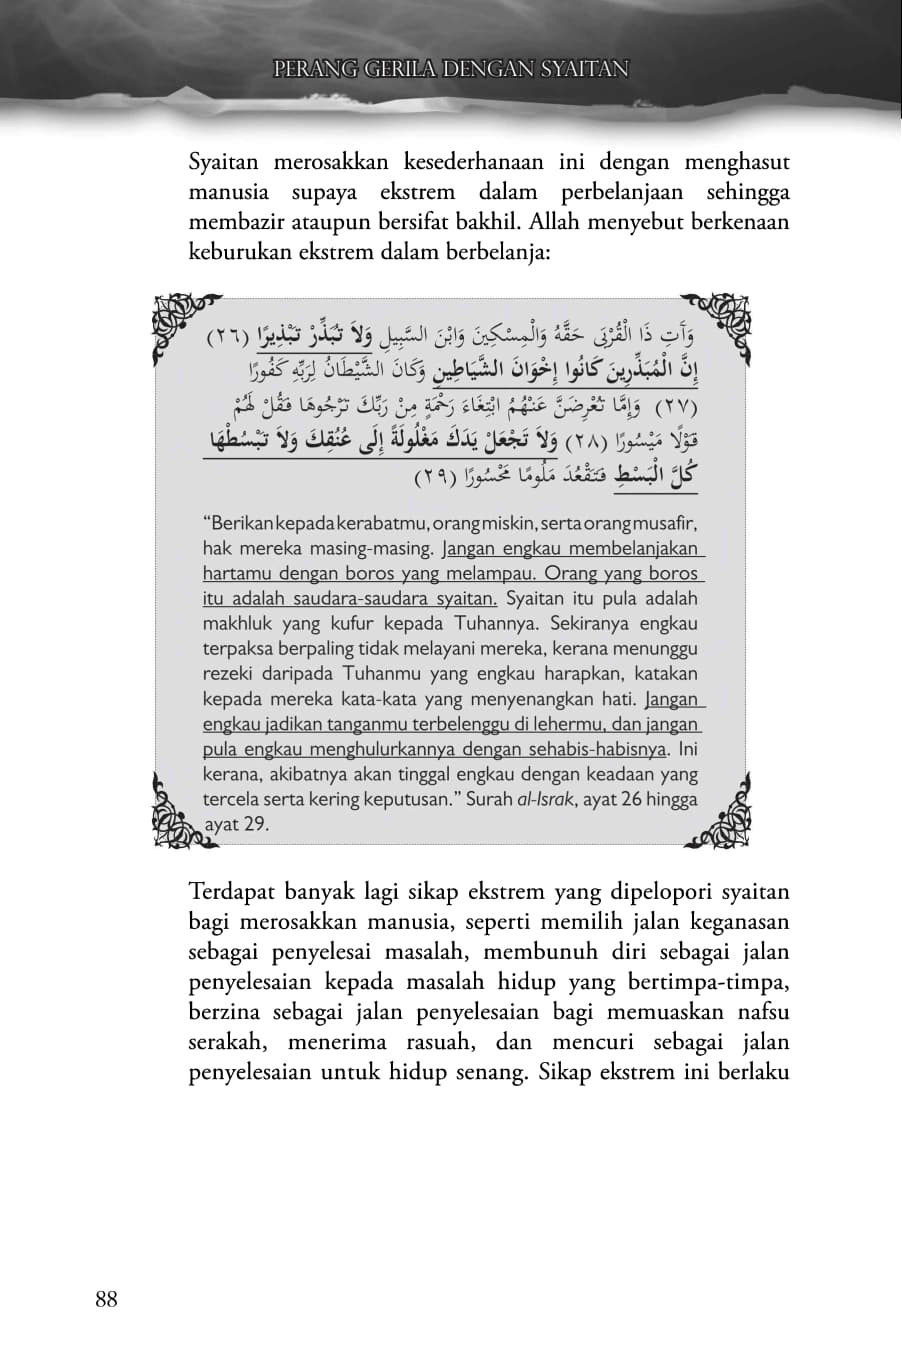 PERANG GERILA DENGAN SYAITAN
Syaitan merosakkan kesederhanaan ini dengan menghasut
manusia supaya ekstrem dalam perbelanjaan sehingga
membazir ataupun bersifat bakhil. Allah menyebut berkenaan
keburukan ekstrem dalam berbelanja:
وَآتِ ذَا الْقُرْبَى حَقَّهُ وَالْمِسْكِينَ وَابْنَ السَّبِيلِ وَلاَ تُبَذِّرْ تَبْذِيرًا (٢٦)
إِنَّ الْمُبَذِّرِينَ كَانُوا إِخْوَانَ الشَّيَاطِينِ وَكَانَ الشَّيْطَانُ لِرَبِّهِ كَفُورًا
(٢٧) وَإِمَّا تُعْرِضَنَّ عَنْهُمُ ابْتِغَاءَ رَحْمَةٍ مِنْ رَبِّكَ تَرْجُوهَا فَقُلْ لَهُمْ
قَوْلًا مَيْسُورًا (٢٨) وَلاَ تَجْعَلْ يَدَكَ مَغْلُولَةً إِلَى عُنُقِكَ وَلاَ تَبْسُطْهَا
كُلَّ الْبَسْطِ فَتَقْعُدَ مَلُومًا مَحْسُورًا (٢٩)
“Berikan kepada kerabatmu, orang miskin, serta orang musafir,
hak mereka masing-masing. Jangan engkau membelanjakan
hartamu dengan boros yang melampau. Orang yang boros
itu adalah saudara-saudara syaitan. Syaitan itu pula adalah
makhluk yang kufur kepada Tuhannya. Sekiranya engkau
terpaksa berpaling tidak melayani mereka, kerana menunggu
rezeki daripada Tuhanmu yang engkau harapkan, katakan
kepada mereka kata-kata yang menyenangkan hati. Jangan
engkau jadikan tanganmu terbelenggu di lehermu, dan jangan
pula engkau menghulurkannya dengan sehabis-habisnya. Ini
kerana, akibatnya akan tinggal engkau dengan keadaan yang
tercela serta kering keputusan.” Surah al-Israk, ayat 26 hingga
ayat 29.
Terdapat banyak lagi sikap ekstrem yang dipelopori syaitan
bagi merosakkan manusia, seperti memilih jalan keganasan
sebagai penyelesai masalah, membunuh diri sebagai jalan
penyelesaian kepada masalah hidup yang bertimpa-timpa,
berzina sebagai jalan penyelesaian bagi memuaskan nafsu
serakah, menerima rasuah, dan mencuri sebagai jalan
penyelesaian untuk hidup senang. Sikap ekstrem ini berlaku
88